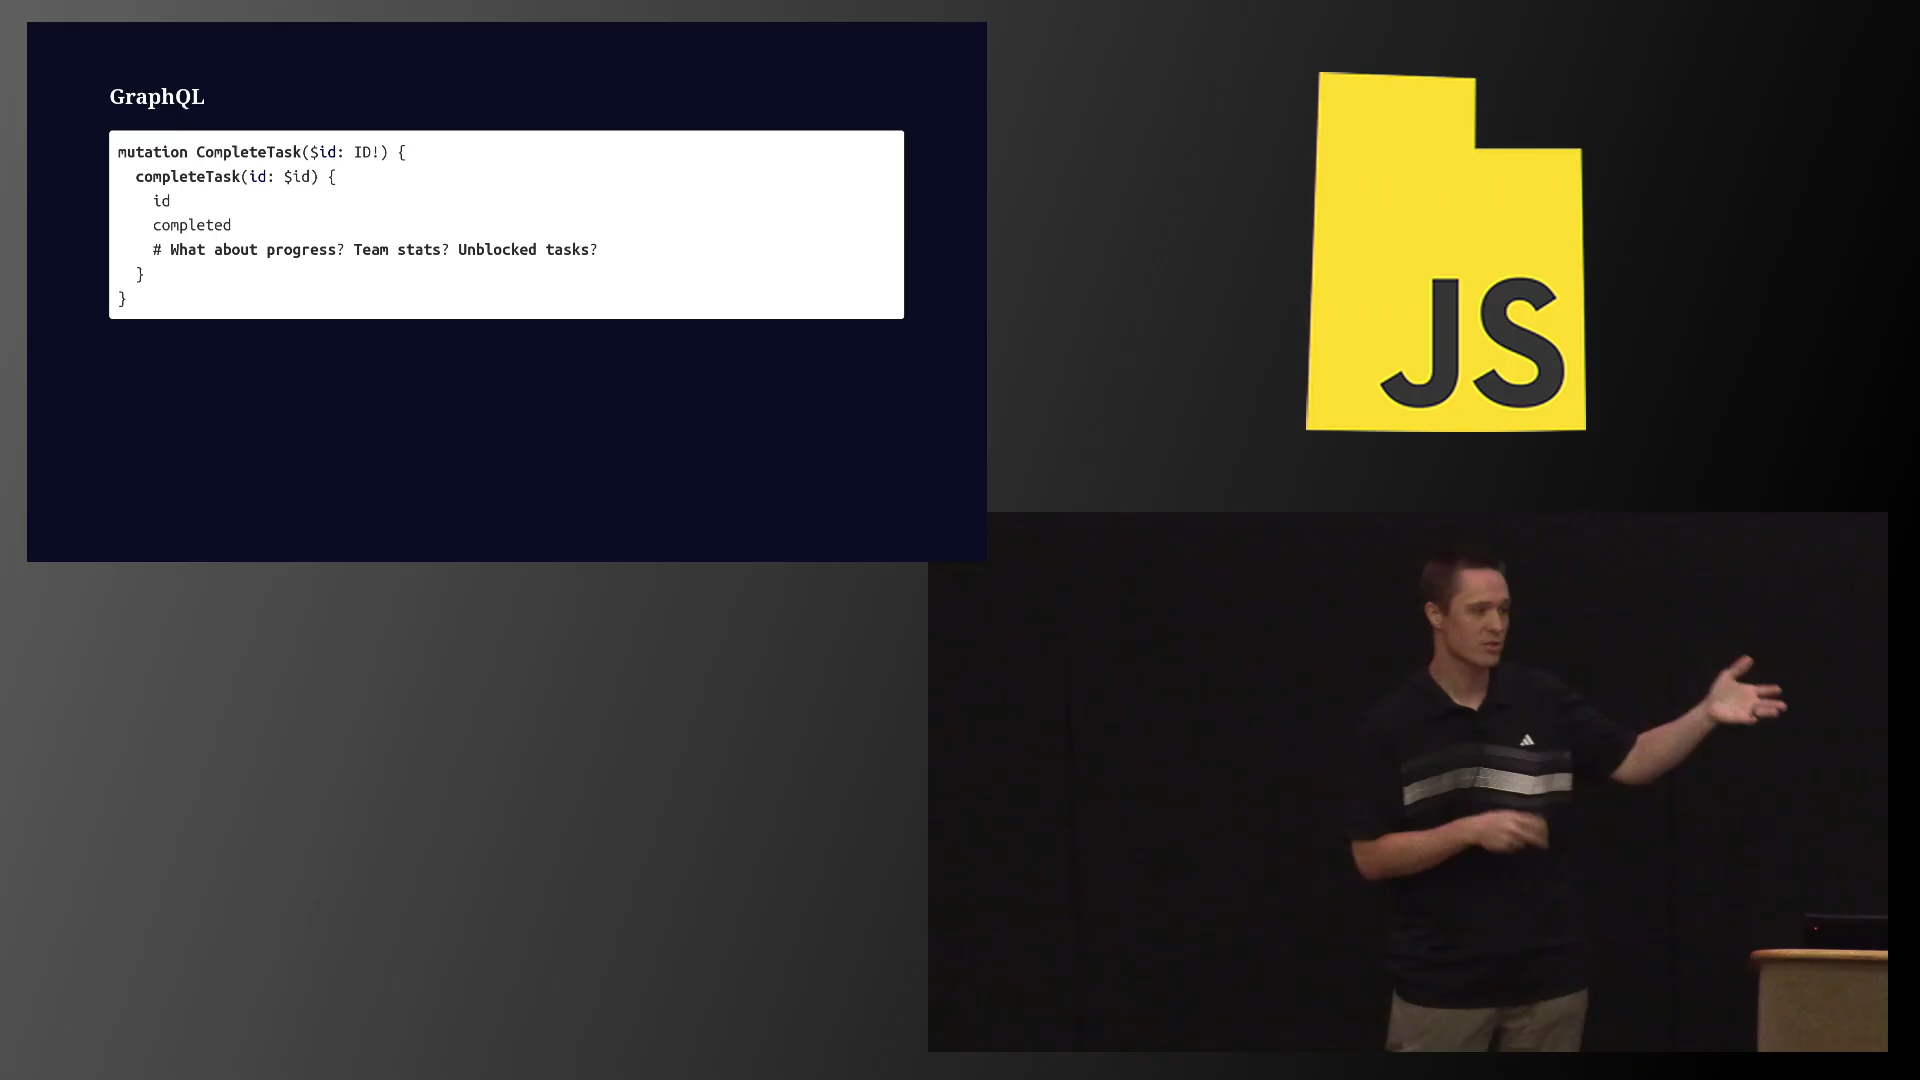 GraphQL
mutation CompleteTask($id: ID!) {
completeTask(id: $id) {
id
completed
# What about progress? Team stats? Unblocked tasks?
}
}
JS